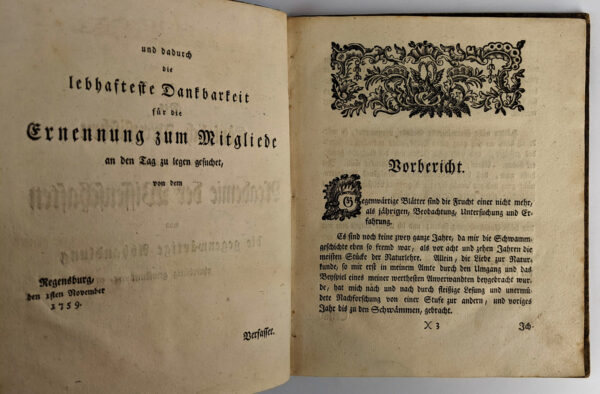 und dadurch
die
lebhafteste Dankbarkeit
für die
Ernennung zum Mitgliede
an den Tag zu legen gesuchet,
von dem
Regensburg,
den 1sten November
1759.
Verfasser.
Vorbericht.
Gegenwärtige Blätter sind die Frucht einer nicht mehr,
als jährigen, Beobachtung, Untersuchung und Er-
fahrung.
Es sind noch keine zwey ganze Jahre, da mir die Schwamm-
geschichte eben so fremd war, als vor acht und zehen Jahren die
meisten Stücke der Naturlehre. Allein, die Liebe zur Natur-
kunde, so mir erst in meinem Amte durch den Umgang und das
Beyspiel eines meiner werthesten Anverwandten beygebracht wur-
de, hat mich nach und nach durch fleißige Lesung und unermü-
dete Nachforschung von einer Stufe zur andern, und voriges
Jahr bis zu den Schwämmen, gebracht.
X 3
Ich